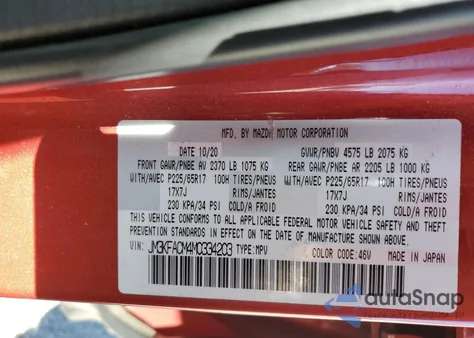 MFD. BY MAZDA MOTOR CORPORATION
DATE 10/20 GVWR/PNBV 4575 LB 2075 KG
FRONT GAWR/PNBE AV 2370 LB 1075 KG REAR GAWR/PNBE AR 2205 LB 1000 KG
WITH/AVEC P225/65R17 100H TIRES/PNEUS WITH/AVEC P225/65R17 100H TIRES/PNEUS
17X7J RIMS/JANTES 17X7J RIMS/JANTES
230 KPA/34 PSI COLD/A FROID 230 KPA/34 PSI COLD/A FROID
THIS VEHICLE CONFORMS TO ALL APPLICABLE FEDERAL MOTOR VEHICLE SAFETY AND THEFT
PREVENTION STANDARDS IN EFFECT ON THE DATE OF MANUFACTURE SHOWN ABOVE.
JM3KFACM4M0334203 TYPE:MPV
COLOR CODE:46V MADE IN JAPAN
autoSnap